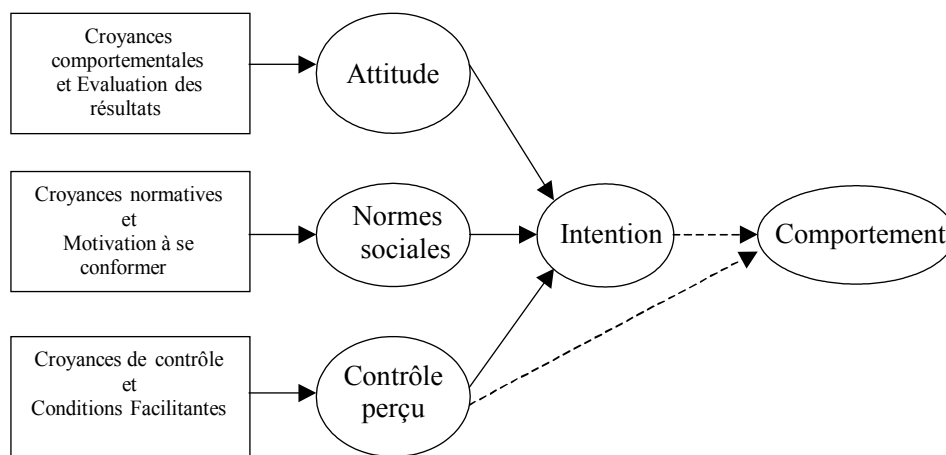 Croyances
comportementales
et Evaluation des
résultats
Attitude
Croyances normatives
et
Motivation à se
conformer
Normes
sociales
Intention
Comportement
Croyances de contrôle
et
Conditions Facilitantes
Contrôle
perçu